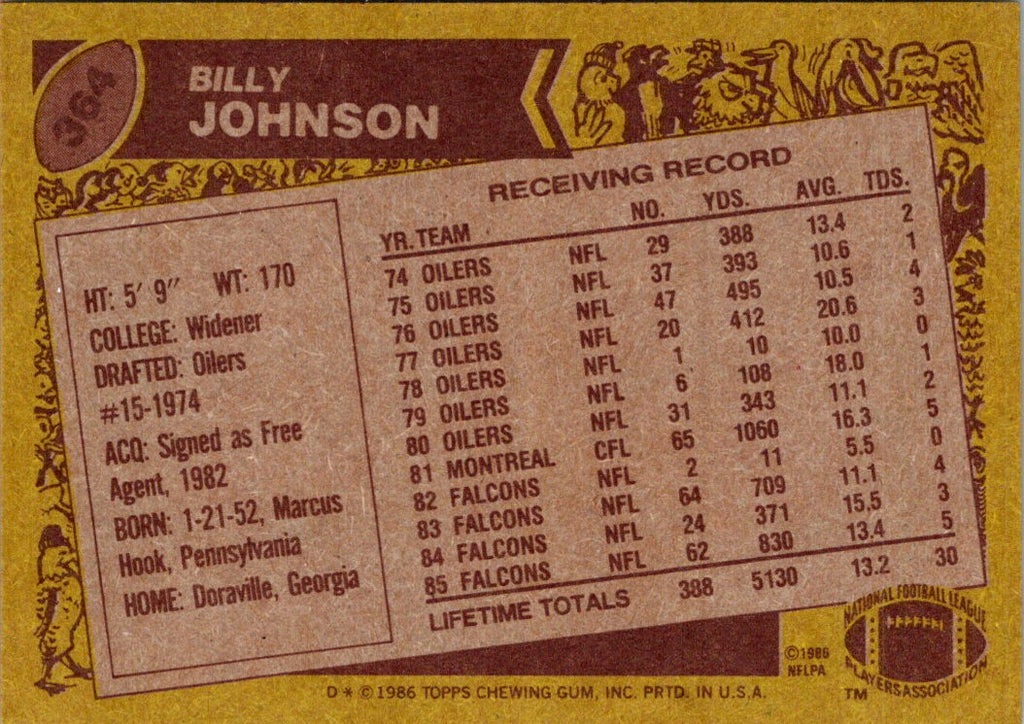 364
BILLY
JOHNSON
HT: 5' 9" WT: 170
COLLEGE: Widener
DRAFTED: Oilers
#15-1974
ACQ: Signed as Free
Agent, 1982
BORN: 1-21-52, Marcus
Hook, Pennsylvania
HOME: Doraville, Georgia
RECEIVING RECORD
YR. TEAM NO. YDS. AVG. TDS.
74 OILERS NFL 29 388 13.4 2
75 OILERS NFL 37 393 10.6 1
76 OILERS NFL 47 495 10.5 4
77 OILERS NFL 20 412 20.6 3
78 OILERS NFL 1 10 10.0 0
79 OILERS NFL 6 108 18.0 1
80 OILERS NFL 31 343 11.1 2
81 MONTREAL CFL 65 1060 16.3 5
82 FALCONS NFL 2 11 5.5 0
83 FALCONS NFL 64 709 11.1 4
84 FALCONS NFL 24 371 15.5 3
85 FALCONS NFL 62 830 13.4 5
LIFETIME TOTALS 388 5130 13.2 30
©1986
NFLPA
NATIONAL FOOTBALL LEAGUE
PLAYERS ASSOCIATION
TM
D * © 1986 TOPPS CHEWING GUM, INC. PRTD. IN U.S.A.